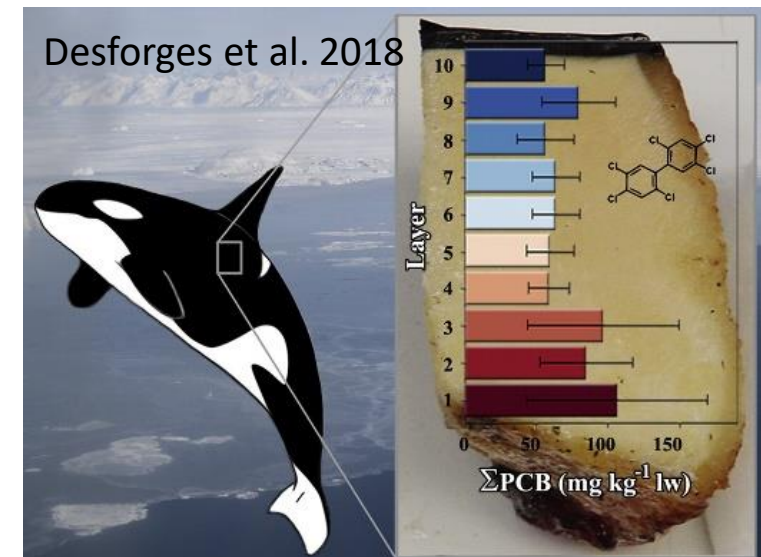 Desforges et al. 2018
Layer
10
9
8
7
6
5
4
3
2
1
Cl
Cl
Cl
Cl
Cl
Cl
0 50 100 150
ΣPCB (mg kg⁻¹ lw)